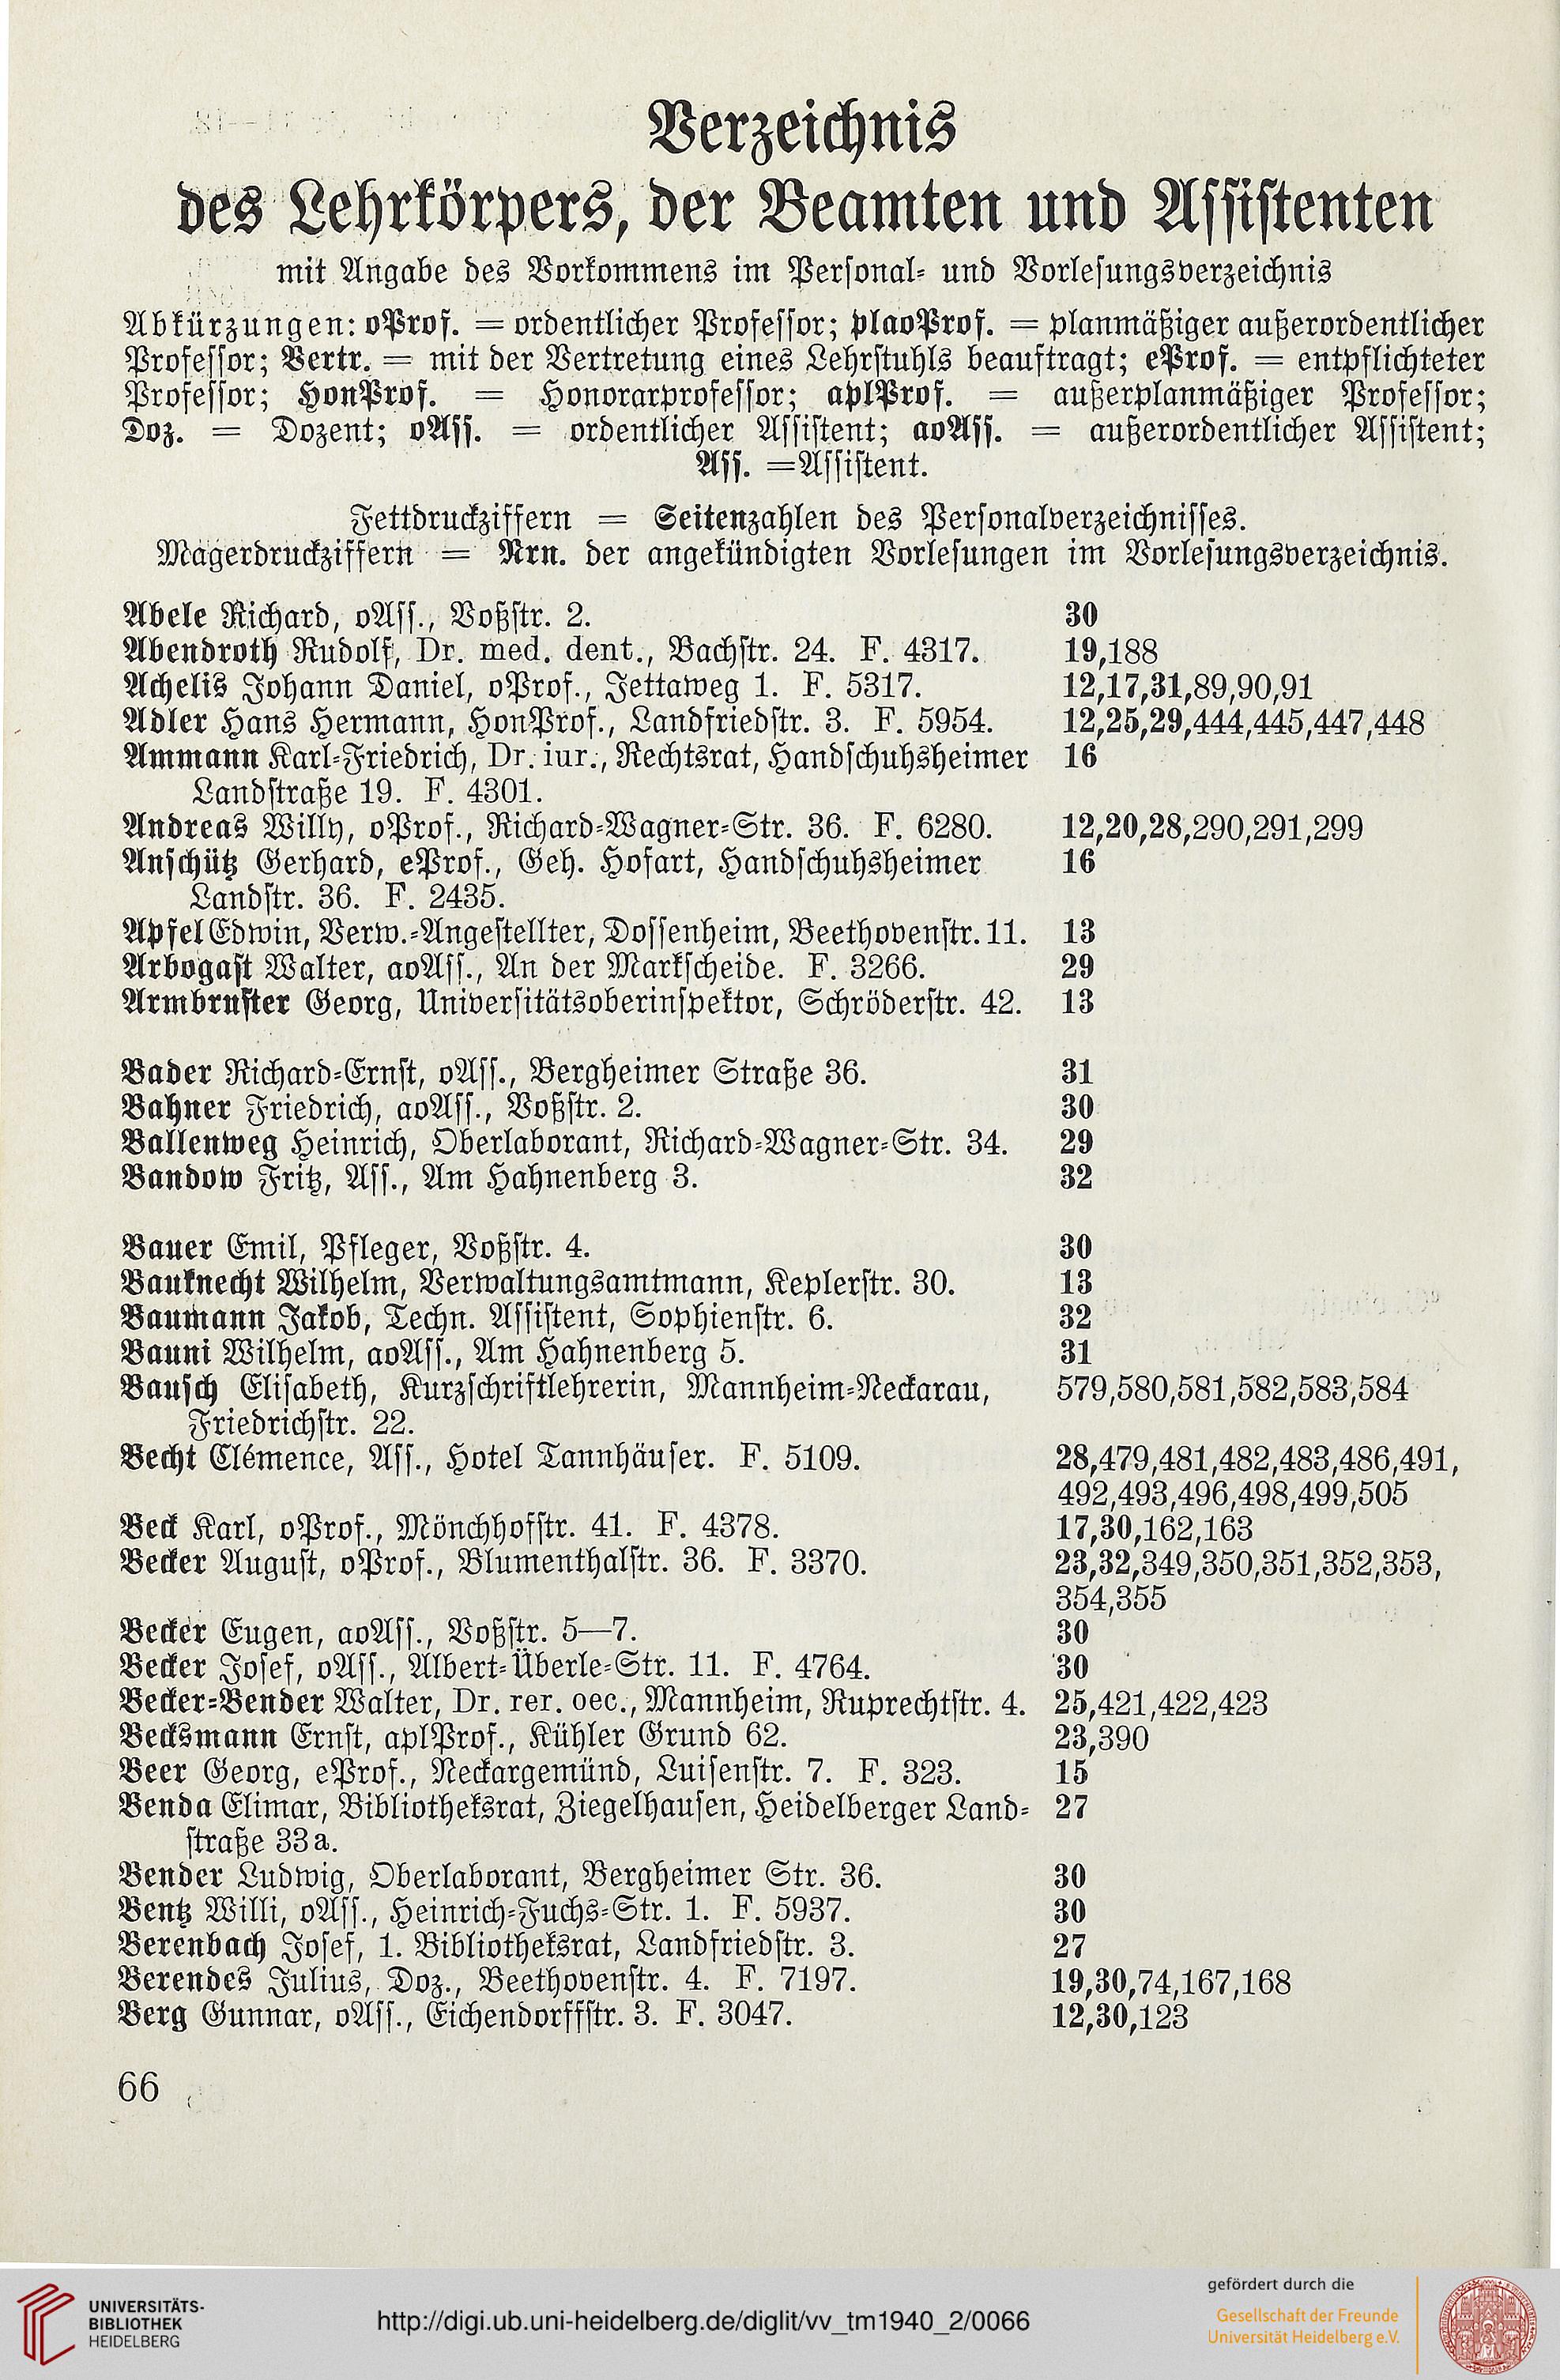 Verzeichnis
des Lehrkörpers, der Beamten und Assistenten
mit Angabe des Vorkommens im Personal- und Vorlesungsverzeichnis
Abkürzungen: oProf. = ordentlicher Professor; plaoProf. = planmäßiger außerordentlicher
Professor; Vertr. = mit der Vertretung eines Lehrstuhls beauftragt; eProf. = entpflichteter
Professor; HonProf. = Honorarprofessor; aplProf. = außerplanmäßiger Professor;
Doz. = Dozent; oAss. = ordentlicher Assistent; aoAss. = außerordentlicher Assistent;
Ass. =Assistent.
Fettdruckziffern = Seitenzahlen des Personalverzeichnisses.
Magerdruckziffern = Nrn. der angekündigten Vorlesungen im Vorlesungsverzeichnis.
Abele Richard, oAss., Voßstr. 2. 30
Abendroth Rudolf, Dr. med. dent., Bachstr. 24. F. 4317. 19,188
Achelis Johann Daniel, oProf., Jettaweg 1. F. 5317. 12,17,31,89,90,91
Adler Hans Hermann, HonProf., Landfriedstr. 3. F. 5954. 12,25,29,444,445,447,448
Ammann Karl-Friedrich, Dr. iur., Rechtsrat, Handschuhsheimer 16
Landstraße 19. F. 4301.
Andreas Willy, oProf., Richard-Wagner-Str. 36. F. 6280. 12,20,28,290,291,299
Anschütz Gerhard, eProf., Geh. Hofart, Handschuhsheimer 16
Landstr. 36. F. 2435.
Apfel Edwin, Verw.-Angestellter, Dossenheim, Beethovenstr. 11. 13
Arbogast Walter, aoAss., An der Markscheide. F. 3266. 29
Armbruster Georg, Universitätsoberinspektor, Schröderstr. 42. 13
Bader Richard-Ernst, oAss., Bergheimer Straße 36. 31
Bahner Friedrich, aoAss., Voßstr. 2. 30
Ballenweg Heinrich, Oberlaborant, Richard-Wagner-Str. 34. 29
Bandow Fritz, Ass., Am Hahnenberg 3. 32
Bauer Emil, Pfleger, Voßstr. 4. 30
Bauknecht Wilhelm, Verwaltungsamtmann, Keplerstr. 30. 13
Baumann Jakob, Techn. Assistent, Sophienstr. 6. 32
Bauni Wilhelm, aoAss., Am Hahnenberg 5. 31
Bausch Elisabeth, Kurzschriftlehrerin, Mannheim-Neckarau, 579,580,581,582,583,584
Friedrichstr. 22.
Becht Clémence, Ass., Hotel Tannhäuser. F. 5109. 28,479,481,482,483,486,491,
492,493,496,498,499,505
Beck Karl, oProf., Mönchhofstr. 41. F. 4378. 17,30,162,163
Becker August, oProf., Blumenthalstr. 36. F. 3370. 23,32,349,350,351,352,353,
354,355
Becker Eugen, aoAss., Voßstr. 5—7. 30
Becker Josef, oAss., Albert-Überle-Str. 11. F. 4764. 30
Becker-Bender Walter, Dr. rer. oec., Mannheim, Ruprechtstr. 4. 25,421,422,423
Becksmann Ernst, aplProf., Kühler Grund 62. 23,390
Beer Georg, eProf., Neckargemünd, Luisenstr. 7. F. 323. 15
Benda Elimar, Bibliotheksrat, Ziegelhausen, Heidelberger Land- 27
straße 33a.
Bender Ludwig, Oberlaborant, Bergheimer Str. 36. 30
Bentz Willi, oAss., Heinrich-Fuchs-Str. 1. F. 5937. 30
Berenbach Josef, 1. Bibliotheksrat, Landfriedstr. 3. 27
Berendes Julius, Doz., Beethovenstr. 4. F. 7197. 19,30,74,167,168
Berg Gunnar, oAss., Eichendorffstr. 3. F. 3047. 12,30,123
66
UNIVERSITÄTS-
BIBLIOTHEK
HEIDELBERG
http://digi.ub.uni-heidelberg.de/diglit/vv_tm1940_2/0066
gefördert durch die
Gesellschaft der Freunde
Universität Heidelberg e.V.